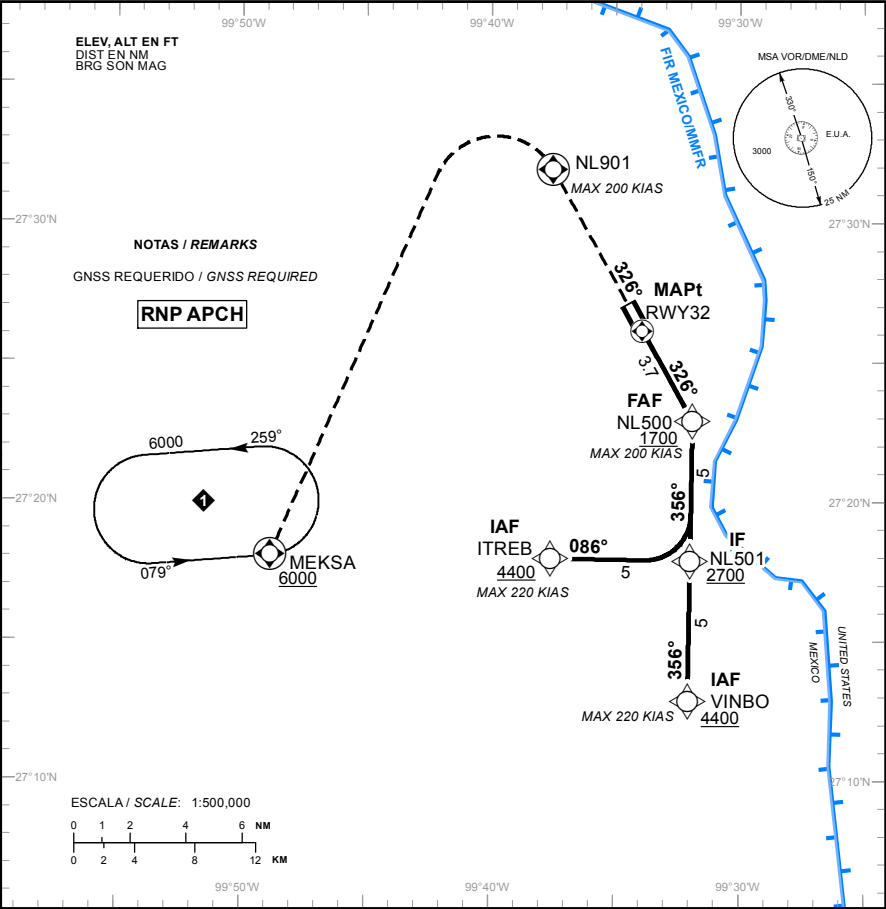 99°50'W
99°40'W
99°30'W
ELEV, ALT EN FT
DIST EN NM
BRG SON MAG
FIR MEXICO/MMFR
MSA VOR/DME/NLD
330°
E.U.A.
3000
150°
25 NM
NL901
MAX 200 KIAS
27°30'N
27°30'N
NOTAS / REMARKS
GNSS REQUERIDO / GNSS REQUIRED
RNP APCH
326°
MAPt
RWY32
3.7
326°
FAF
NL500
1700
MAX 200 KIAS
6000
259°
1
5
356°
27°20'N
27°20'N
IAF
ITREB
4400
MAX 220 KIAS
086°
5
IF
NL501
2700
079°
MEKSA
6000
5
356°
IAF
VINBO
4400
MAX 220 KIAS
UNITED STATES
MEXICO
27°10'N
27°10'N
ESCALA / SCALE: 1:500,000
0 1 2 4 6 NM
0 2 4 8 12 KM
99°50'W
99°40'W
99°30'W